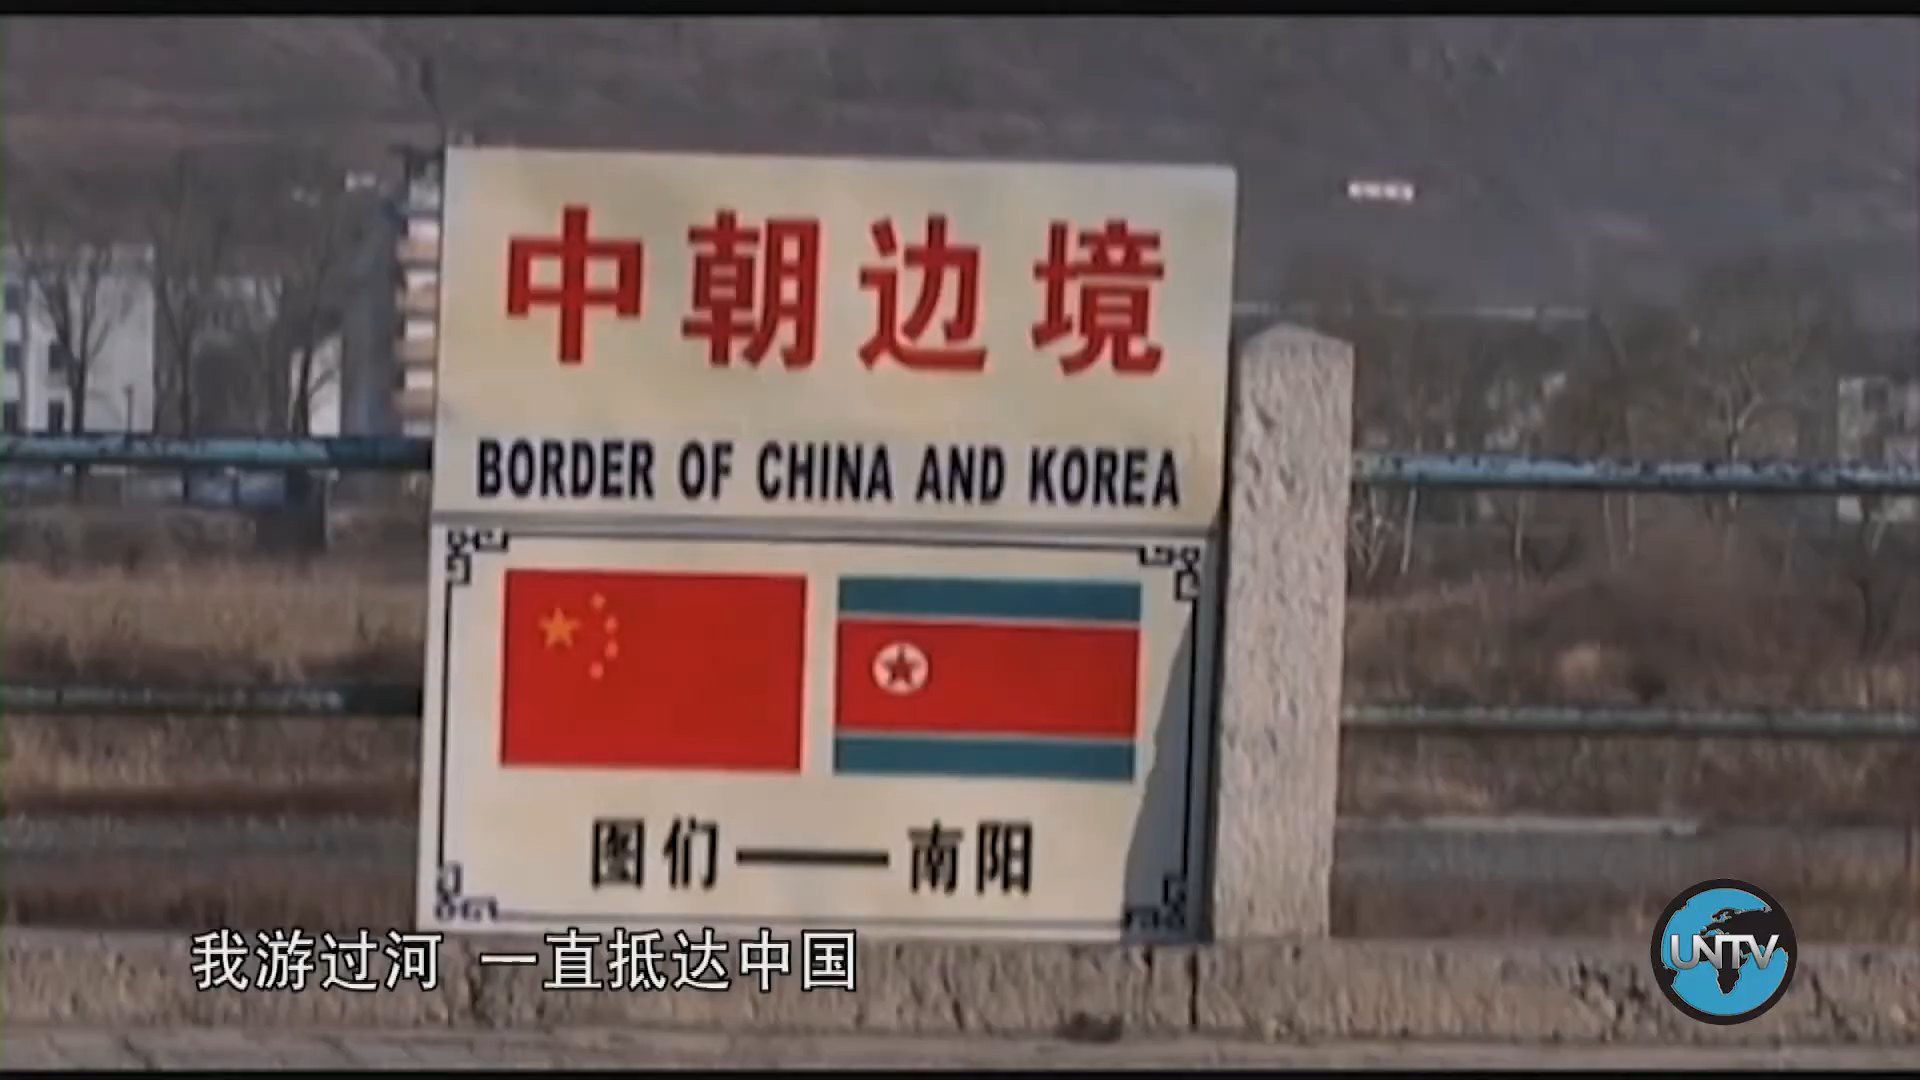 中朝边境
BORDER OF CHINA AND KOREA
图们——南阳
我游过河 一直抵达中国
UNTV